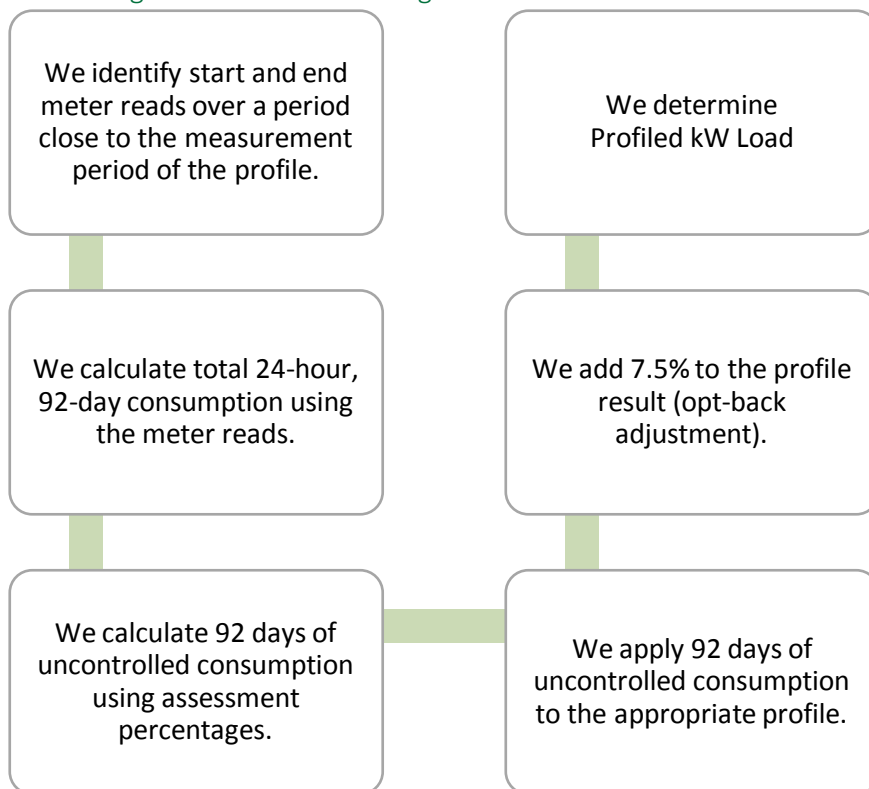 We identify start and end
meter reads over a period
close to the measurement
period of the profile.
We calculate total 24-hour,
92-day consumption using
the meter reads.
We calculate 92 days of
uncontrolled consumption
using assessment
percentages.
We apply 92 days of
uncontrolled consumption
to the appropriate profile.
We add 7.5% to the profile
result (opt-back
adjustment).
We determine
Profiled kW Load